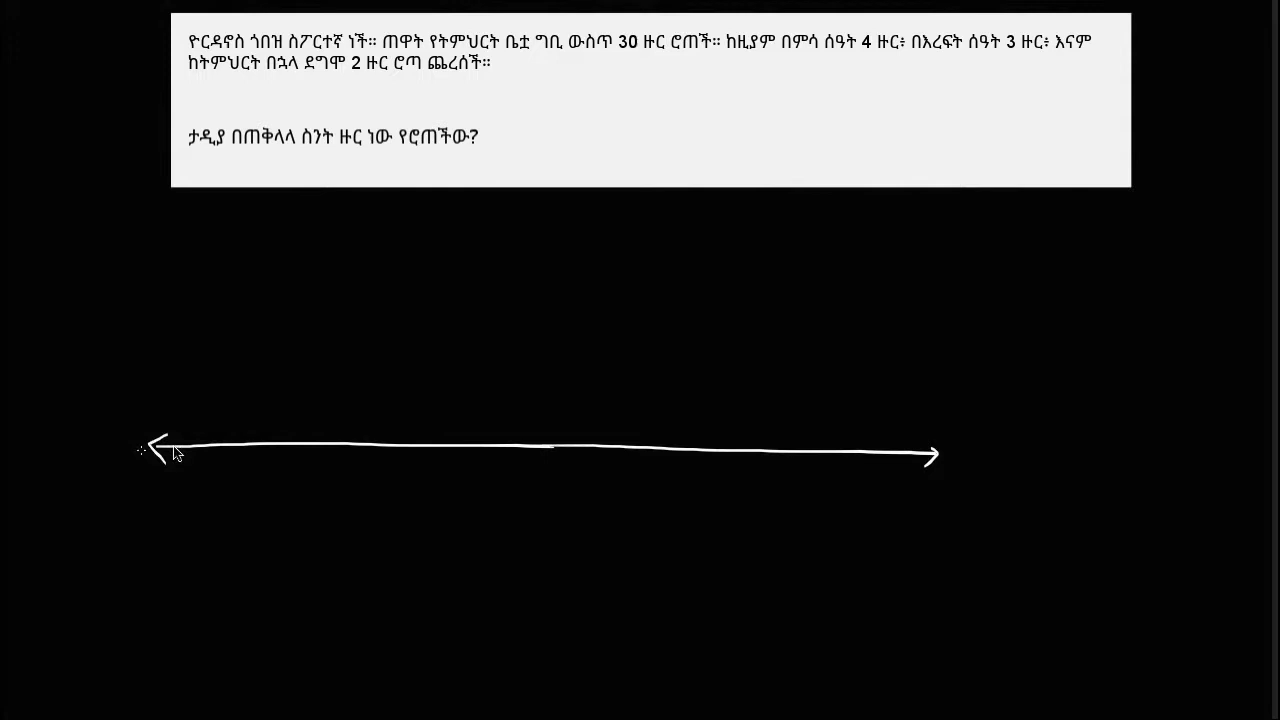 ዮርዳኖስ ጎበዝ ስፖርተኛ ነች። ጠዋት የትምህርት ቤቷ ግቢ ውስጥ 30 ዙር ሮጠች። ከዚያም በምሳ ሰዓት 4 ዙር፥ በእረፍት ሰዓት 3 ዙር፥ እናም
ከትምህርት በኋላ ደግሞ 2 ዙር ሮጣ ጨረሰች።
ታዲያ በጠቅላላ ስንት ዙር ነው የሮጠችው?